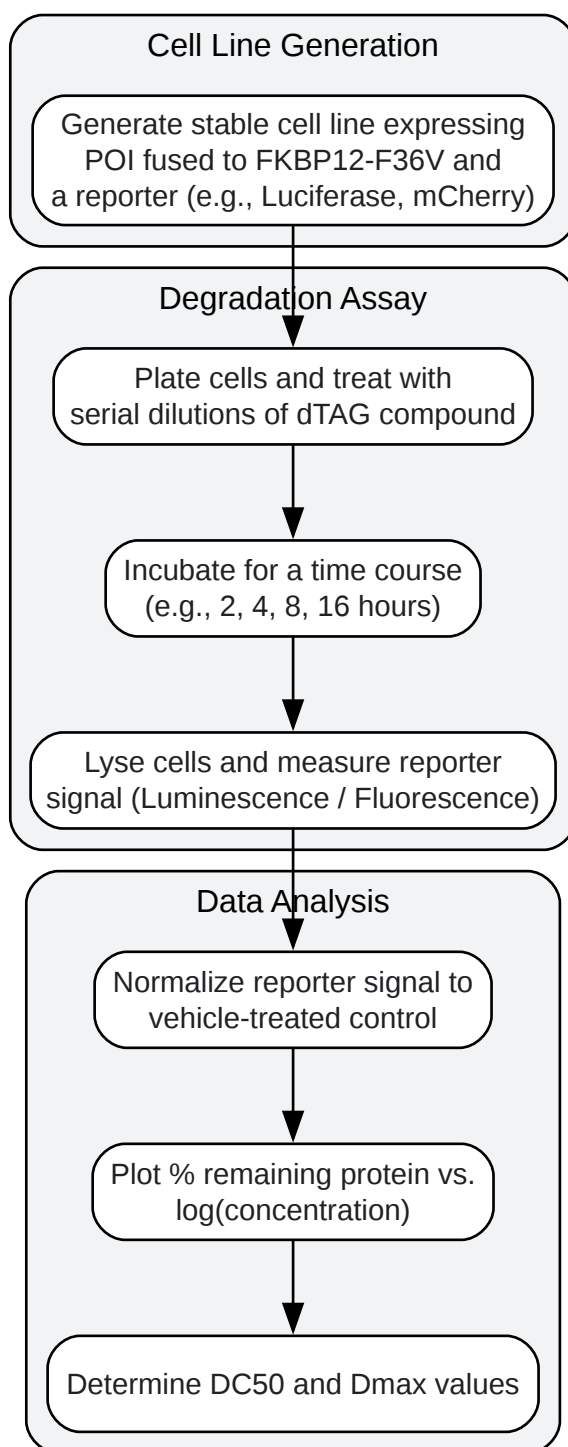 Cell Line Generation
Generate stable cell line expressing
POI fused to FKBP12-F36V and
a reporter (e.g., Luciferase, mCherry)
Degradation Assay
Plate cells and treat with
serial dilutions of dTAG compound
Incubate for a time course
(e.g., 2, 4, 8, 16 hours)
Lyse cells and measure reporter
signal (Luminescence / Fluorescence)
Data Analysis
Normalize reporter signal to
vehicle-treated control
Plot % remaining protein vs.
log(concentration)
Determine DC50 and Dmax values